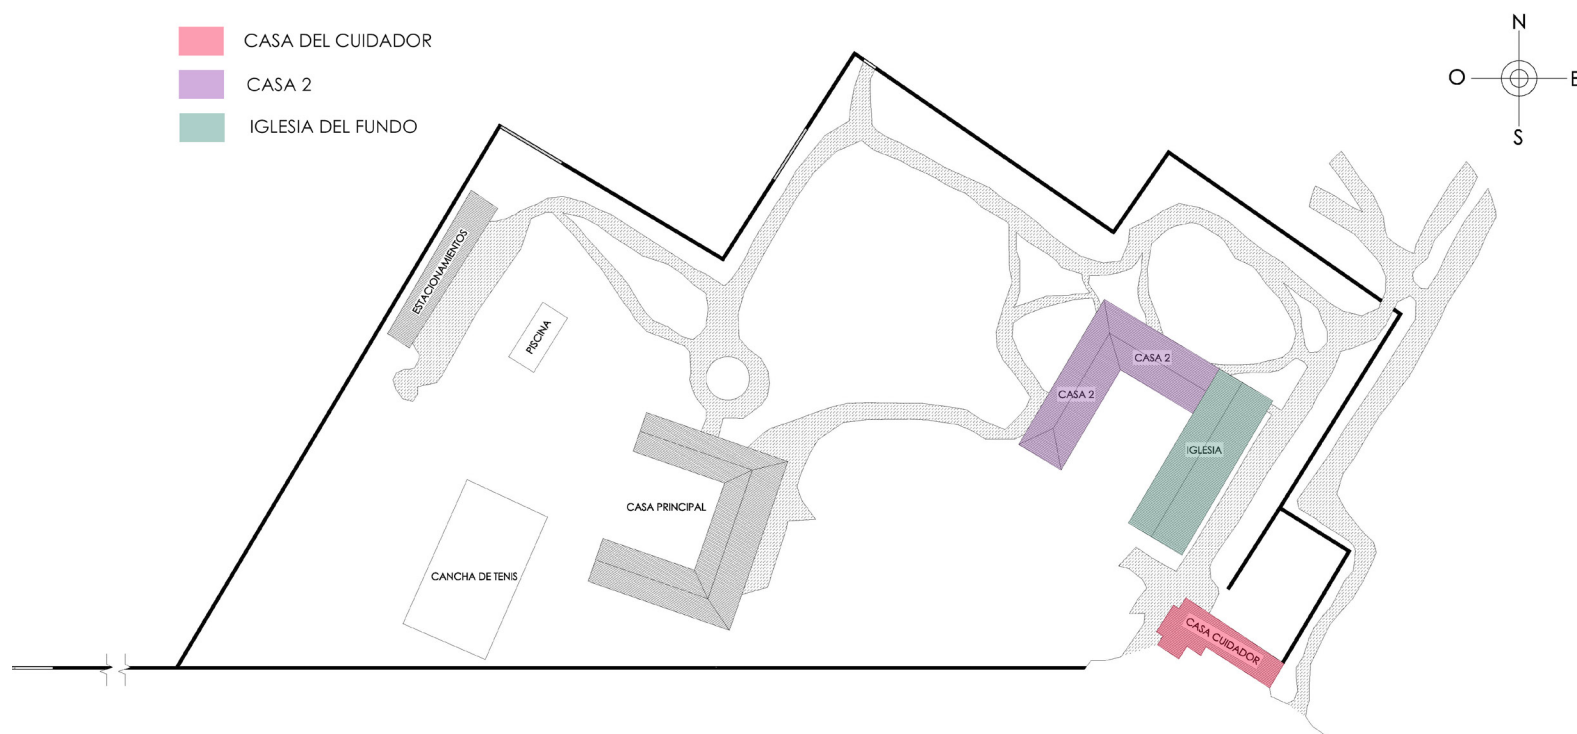 CASA DEL CUIDADOR
CASA 2
IGLESIA DEL FUNDO
N
O
E
S
ESTACIONAMIENTOS
PISCINA
CASA 2
CASA 2
IGLESIA
CASA PRINCIPAL
CANCHA DE TENIS
CASA CUIDADOR